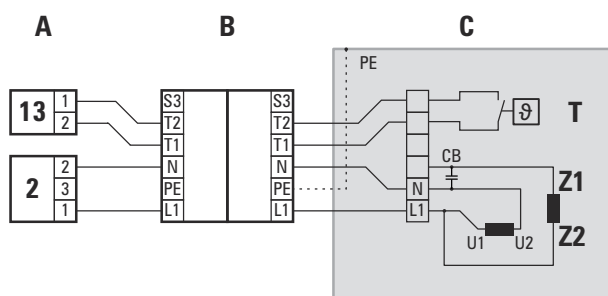 A B C
PE
13 1 S3 S3
2 T2 T2 ϑ T
T1 T1
2 2 N N CB
3 PE PE N Z1
1 L1 L1 L1
U1 U2 Z2